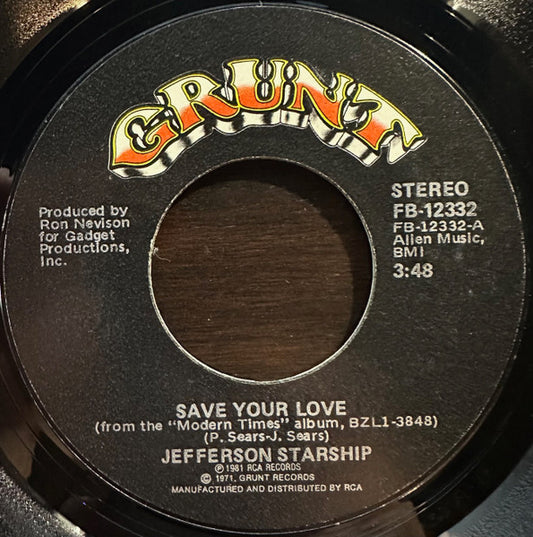 GRUNT
Produced by
Ron Nevison
for Gadget
Productions,
Inc.
STEREO
FB-12332
FB-12332-A
Alien Music,
BMI
3:48
SAVE YOUR LOVE
(from the "Modern Times" album, BZL1-3848)
(P. Sears-J. Sears)
JEFFERSON STARSHIP
Ⓟ 1981 RCA RECORDS
© 1971, GRUNT RECORDS
MANUFACTURED AND DISTRIBUTED BY RCA